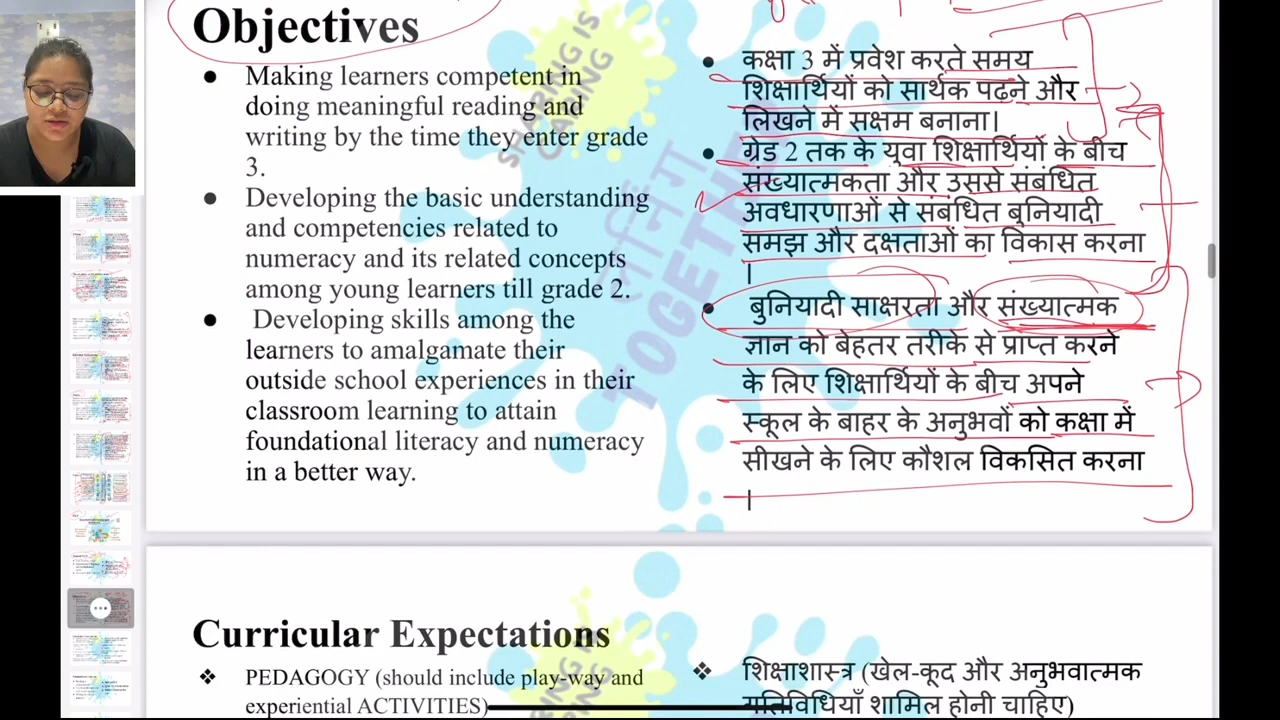 Objectives
● Making learners competent in
doing meaningful reading and
writing by the time they enter grade
3.
● Developing the basic understanding
and competencies related to
numeracy and its related concepts
among young learners till grade 2.
● Developing skills among the
learners to amalgamate their
outside school experiences in their
classroom learning to attain
foundational literacy and numeracy
in a better way.
• कक्षा 3 में प्रवेश करते समय
शिक्षार्थियों को सार्थक पढने और
लिखने में सक्षम बनाना।
• ग्रेड 2 तक के युवा शिक्षार्थियों के बीच
संख्यात्मकता और उससे संबंधित
अवधारणाओं से संबंधित बुनियादी
समझ और दक्षताओं का विकास करना
।
• बुनियादी साक्षरता और संख्यात्मक
ज्ञान को बेहतर तरीके से प्राप्त करने
के लिए शिक्षार्थियों के बीच अपने
स्कूल के बाहर के अनुभवों को कक्षा में
सीखने के लिए कौशल विकसित करना
।
SHARING IS
CARING
TOGETHER
Curricular Expectations
❖ PEDAGOGY (should include play-way and
experiential ACTIVITIES)
❖ शिक्षाशास्त्र (खेल-कूद और अनुभवात्मक
गतिविधियाँ शामिल होनी चाहिए)